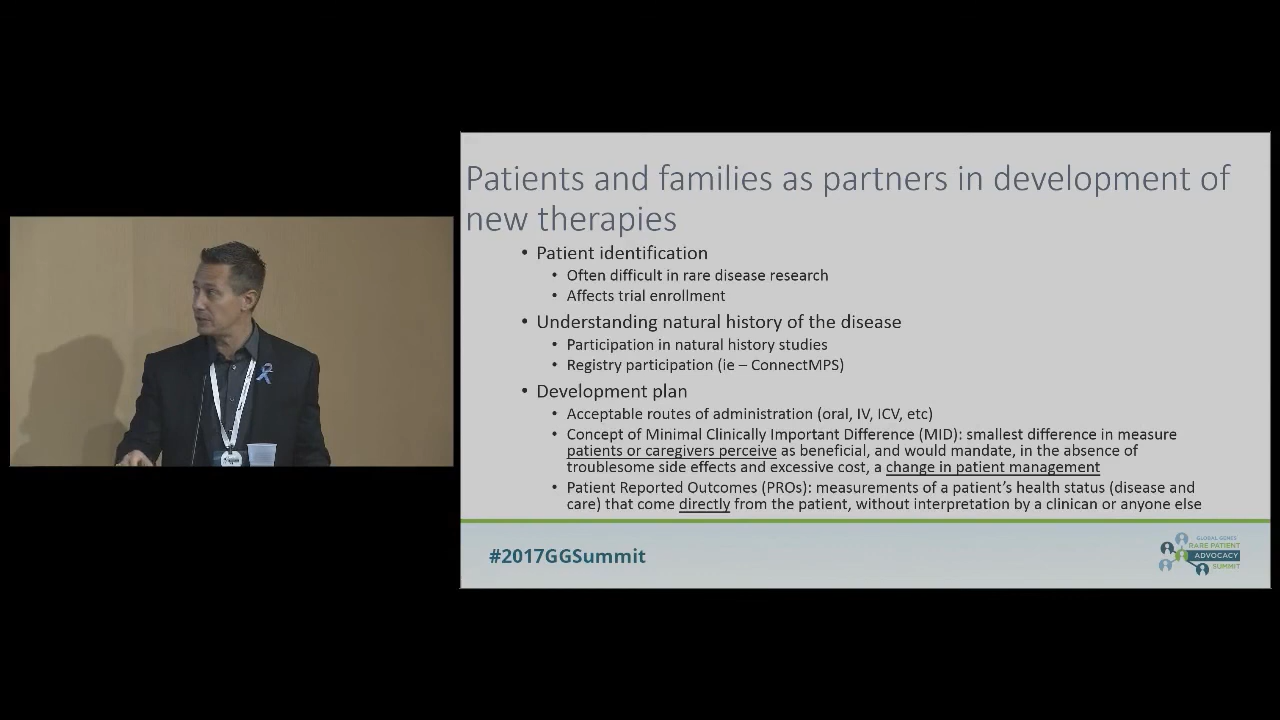 Patients and families as partners in development of
new therapies
• Patient identification
• Often difficult in rare disease research
• Affects trial enrollment
• Understanding natural history of the disease
• Participation in natural history studies
• Registry participation (ie – ConnectMPS)
• Development plan
• Acceptable routes of administration (oral, IV, ICV, etc)
• Concept of Minimal Clinically Important Difference (MID): smallest difference in measure
patients or caregivers perceive as beneficial, and would mandate, in the absence of
troublesome side effects and excessive cost, a change in patient management
• Patient Reported Outcomes (PROs): measurements of a patient's health status (disease and
care) that come directly from the patient, without interpretation by a clinican or anyone else
#2017GGSummit
GLOBAL GENES
RARE PATIENT
ADVOCACY
SUMMIT